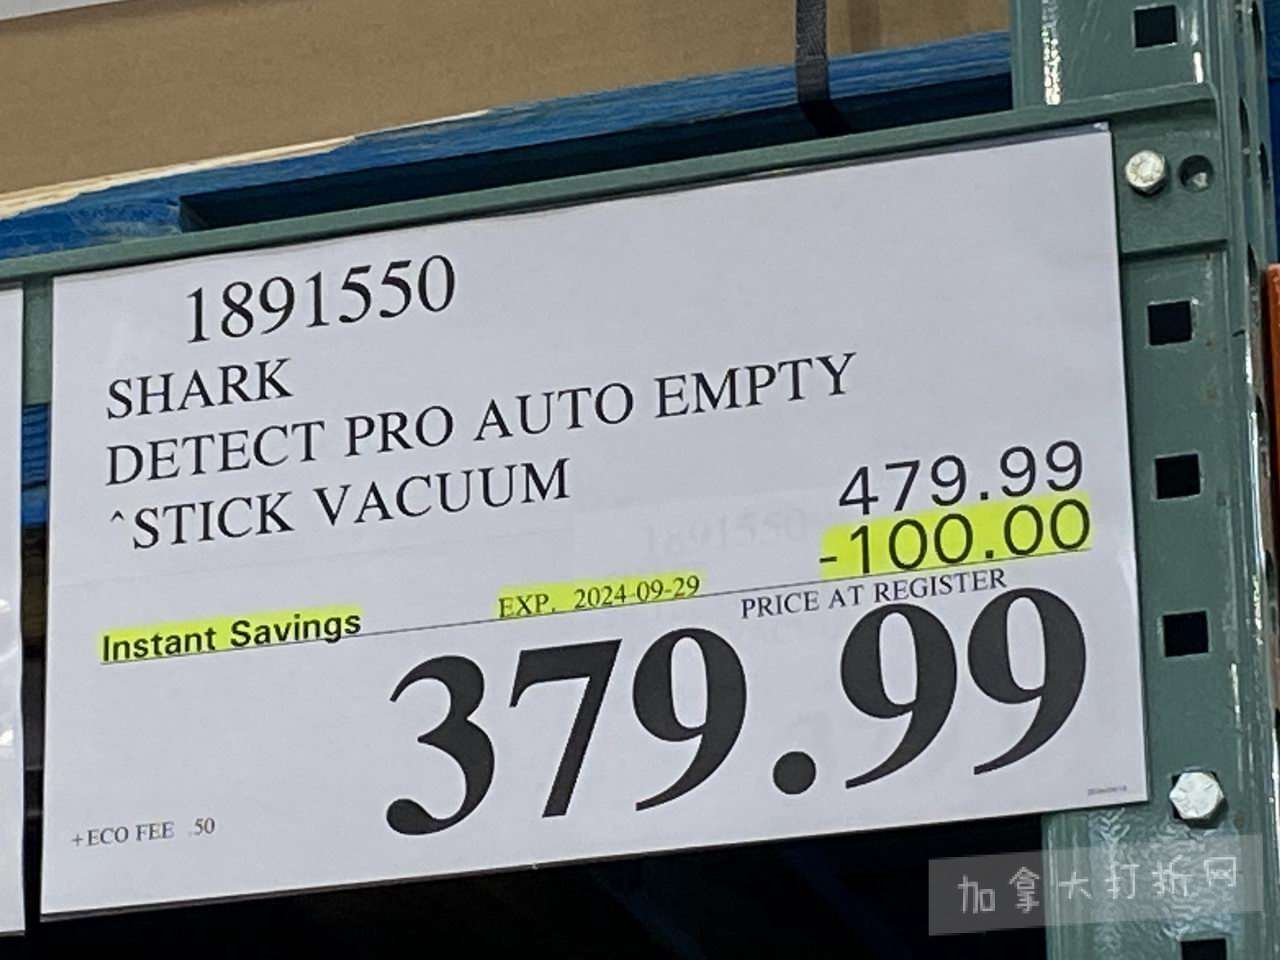 1891550
SHARK
DETECT PRO AUTO EMPTY
^STICK VACUUM
479.99
-100.00
Instant Savings
EXP. 2024-09-29
PRICE AT REGISTER
379.99
+ECO FEE .50
加拿大打折网